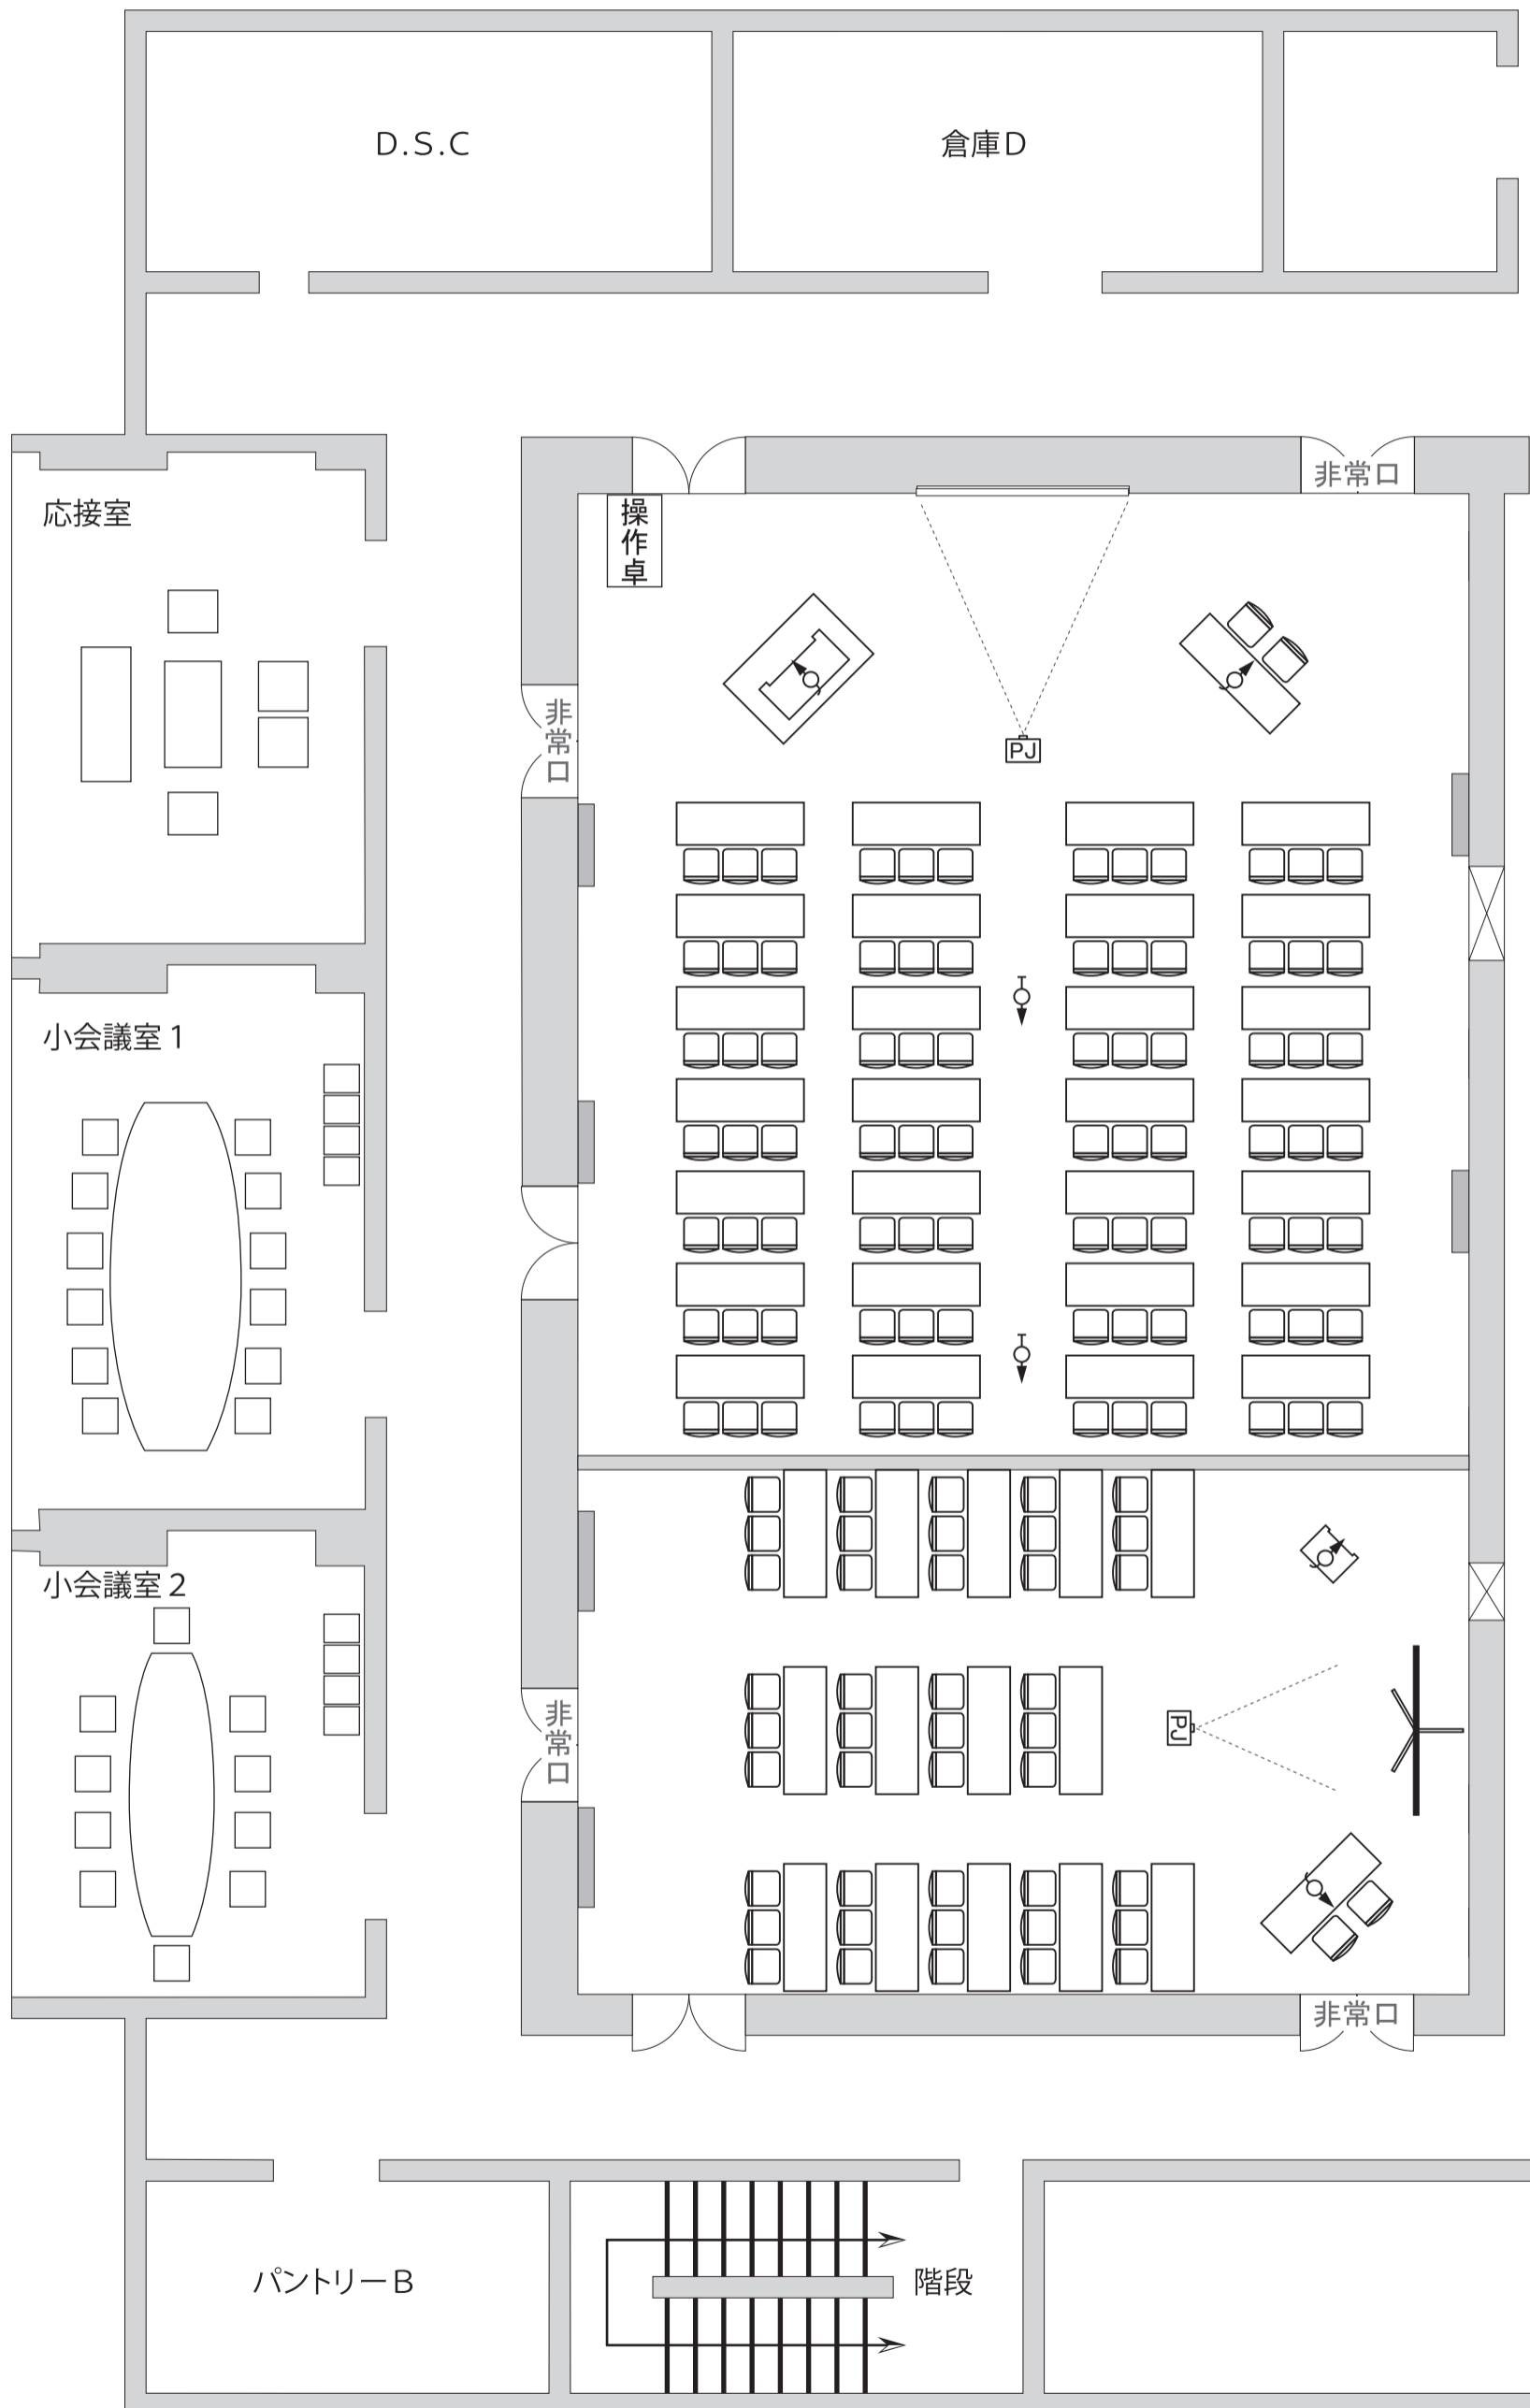 D.S.C
倉庫D
応接室
操作卓
非常口
非常口
PJ
小会議室1
小会議室2
非常口
PJ
非常口
パントリーB
階段